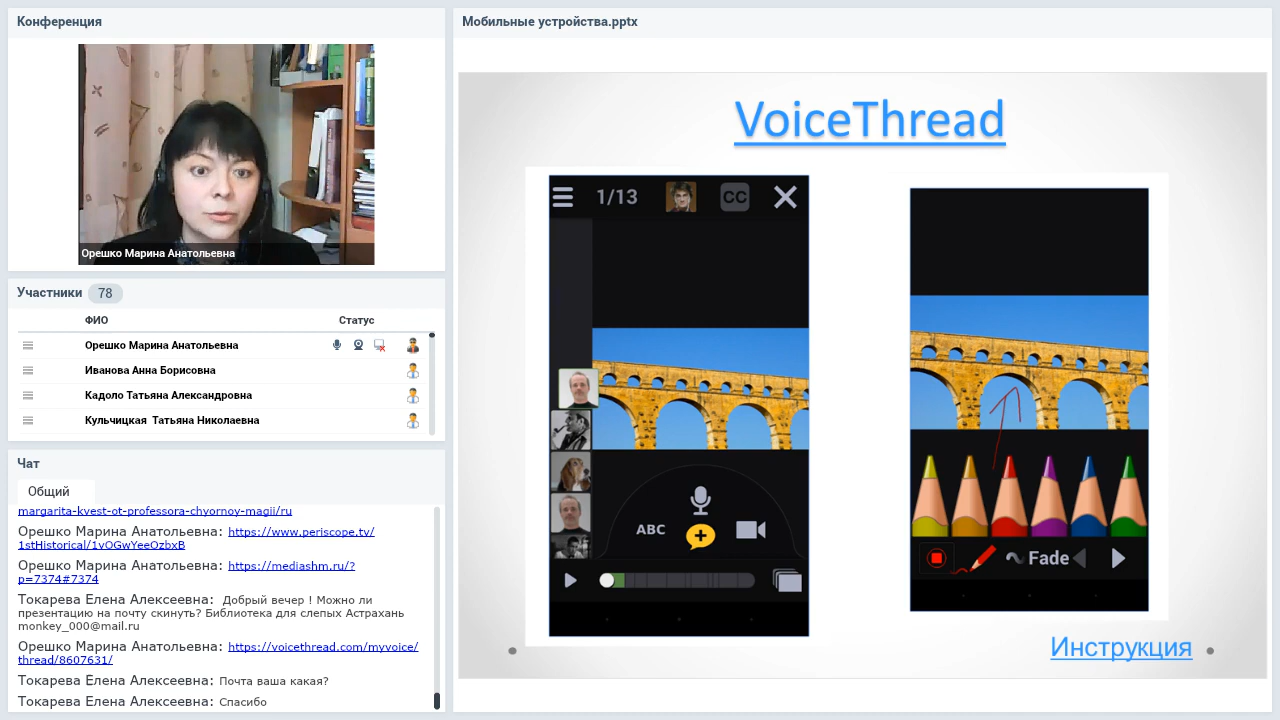 Конференция
Орешко Марина Анатольевна
Участники 78
ФИО Статус
Орешко Марина Анатольевна
Иванова Анна Борисовна
Кадоло Татьяна Александровна
Кульчицкая Татьяна Николаевна
Чат
Общий
margarita-kvest-ot-professora-chyornoy-magii/ru
Орешко Марина Анатольевна: https://www.periscope.tv/
1stHistorical/1vOGwYeeOzbxB
Орешко Марина Анатольевна: https://mediashm.ru/?
p=7374#7374
Токарева Елена Алексеевна: Добрый вечер ! Можно ли
презентацию на почту скинуть? Библиотека для слепых Астрахань
monkey_000@mail.ru
Орешко Марина Анатольевна: https://voicethread.com/myvoice/
thread/8607631/
Токарева Елена Алексеевна: Почта ваша какая?
Токарева Елена Алексеевна: Спасибо
Мобильные устройства.pptx
VoiceThread
1/13 CC
ABC
Fade
Инструкция